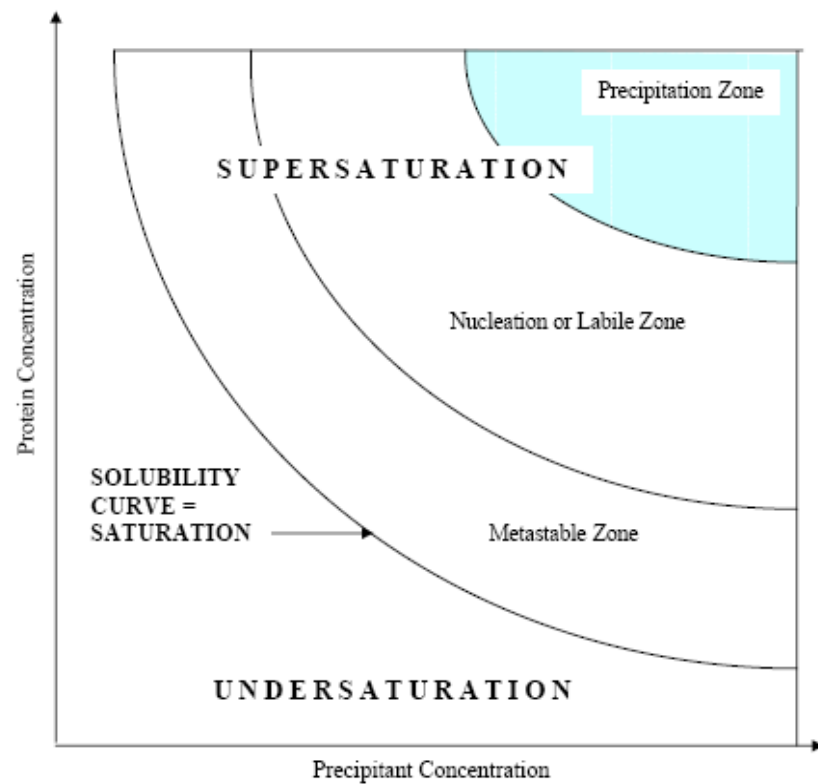 Precipitation Zone
SUPERSATURATION
Nucleation or Labile Zone
Protein Concentration
SOLUBILITY
CURVE =
SATURATION
Metastable Zone
UNDERSATURATION
Precipitant Concentration